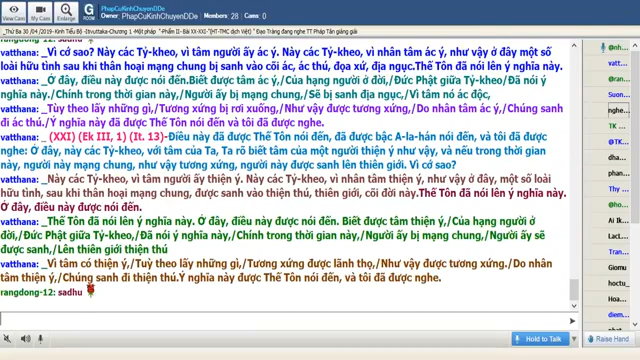 View Cam
My Cam
Emotions
Record
GROOM
Room: PhapCuKinhChuyenDDe
Owner: PhapCuKinhChuyenDDe
Members: 28
Cams: 0
_Thứ Ba 30 /04 /2019 -Kinh Tiểu Bộ -Itivuttaka-Chương 1 -Một pháp- "Phẩm II- Bài XX-XXI"-(HT-TMC dịch Việt) - Đạo Tràng đang nghe TT Pháp Tân giảng giải
rangdong-12: sadhu
vatthana: _Vì cớ sao? Này các Tỷ-kheo, vì tâm người ấy ác ý. Này các Tỷ-kheo, vì nhân tâm ác ý, như vậy ở đây một số
loài hữu tình sau khi thân hoại mạng chung bị sanh vào cõi ác, ác thú, đọa xứ, địa ngục.Thế Tôn đã nói lên ý nghĩa này.
vatthana: _Ở đây, điều này nói đến.Biết được tâm ác ý,/Của hạng người ở đời,/Đức Phật giữa Tỷ-kheo/Đã nói ý
nghĩa này./Chính trong thời gian này,/Người ấy bị mạng chung,/Sẽ bị sanh địa ngục,/Vì tâm nó ác độc,
vatthana: _Tùy theo lấy những gì,/Tương xứng bị rơi xuống,/Như vậy được tương xứng,/Do nhân tâm ác ý,/Chúng sanh
đi ác thú./Ý nghĩa này đã được Thế Tôn nói đến và tôi đã được nghe.
vatthana: _ (XXI) (Ek III, 1) (It. 13)-Điều này đã được Thế Tôn nói đến, đã được bậc A-la-hán nói đến, và tôi đã được
nghe: Ở đây, này các Tỷ-kheo, với tâm của Ta, Ta rõ biết tâm của một người thiện ý như vậy, và nếu trong thời gian
này, người này mạng chung, như vậy tương xứng, người này được sanh lên thiên giới. Vì cớ sao?
vatthana: _Này các Tỷ-kheo, vì tâm người ấy thiện ý. Này các Tỷ-kheo, vì nhân tâm thiện ý, như vậy ở đây, một số loài
hữu tình, sau khi thân hoại mạng chung, được sanh vào thiện thú, thiên giới, cõi đời này.Thế Tôn đã nói lên ý nghĩa này.
Ở đây, điều này được nói đến.
vatthana: _Thế Tôn đã nói lên ý nghĩa này. Ở đây, điều này được nói đến. Biết được tâm thiện ý,/Của hạng người ở
đời,/Đức Phật giữa Tỷ-kheo,/Đã nói ý nghĩa này,/Chính trong thời gian này,/Người ấy bị mạng chung,/Người ấy sẽ
được sanh,/Lên thiên giới thiện thú
vatthana: _Vì tâm có thiện ý,/Tuỳ theo lấy những gì,/Tương xứng được lãnh thọ,/Như vậy được tương xứng./Do nhân
tâm thiện ý,/Chúng sanh đi thiện thú.Ý nghĩa này được Thế Tôn nói đến, và tôi đã được nghe.
rangdong-12: sadhu
Hold to Talk
Raise Hand